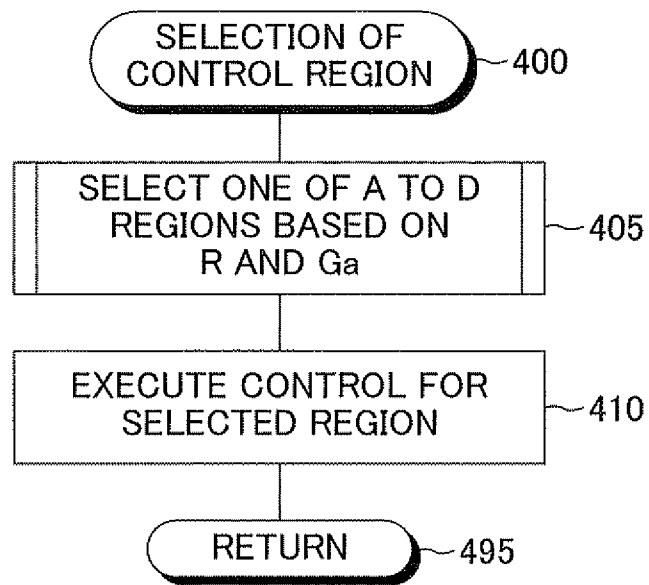 SELECTION OF
CONTROL REGION
400
SELECT ONE OF A TO D
REGIONS BASED ON
R AND Ga
405
EXECUTE CONTROL FOR
SELECTED REGION
410
RETURN
495